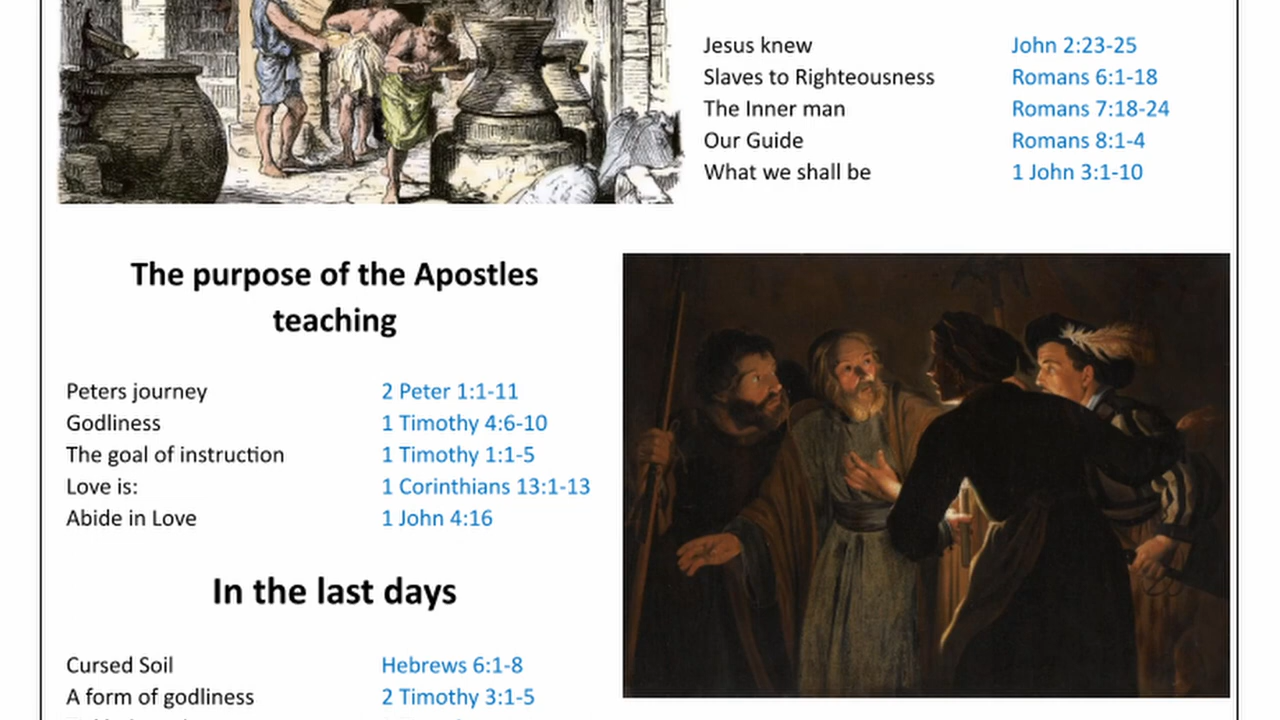 Jesus knew John 2:23-25
Slaves to Righteousness Romans 6:1-18
The Inner man Romans 7:18-24
Our Guide Romans 8:1-4
What we shall be 1 John 3:1-10
The purpose of the Apostles
teaching
Peters journey 2 Peter 1:1-11
Godliness 1 Timothy 4:6-10
The goal of instruction 1 Timothy 1:1-5
Love is: 1 Corinthians 13:1-13
Abide in Love 1 John 4:16
In the last days
Cursed Soil Hebrews 6:1-8
A form of godliness 2 Timothy 3:1-5